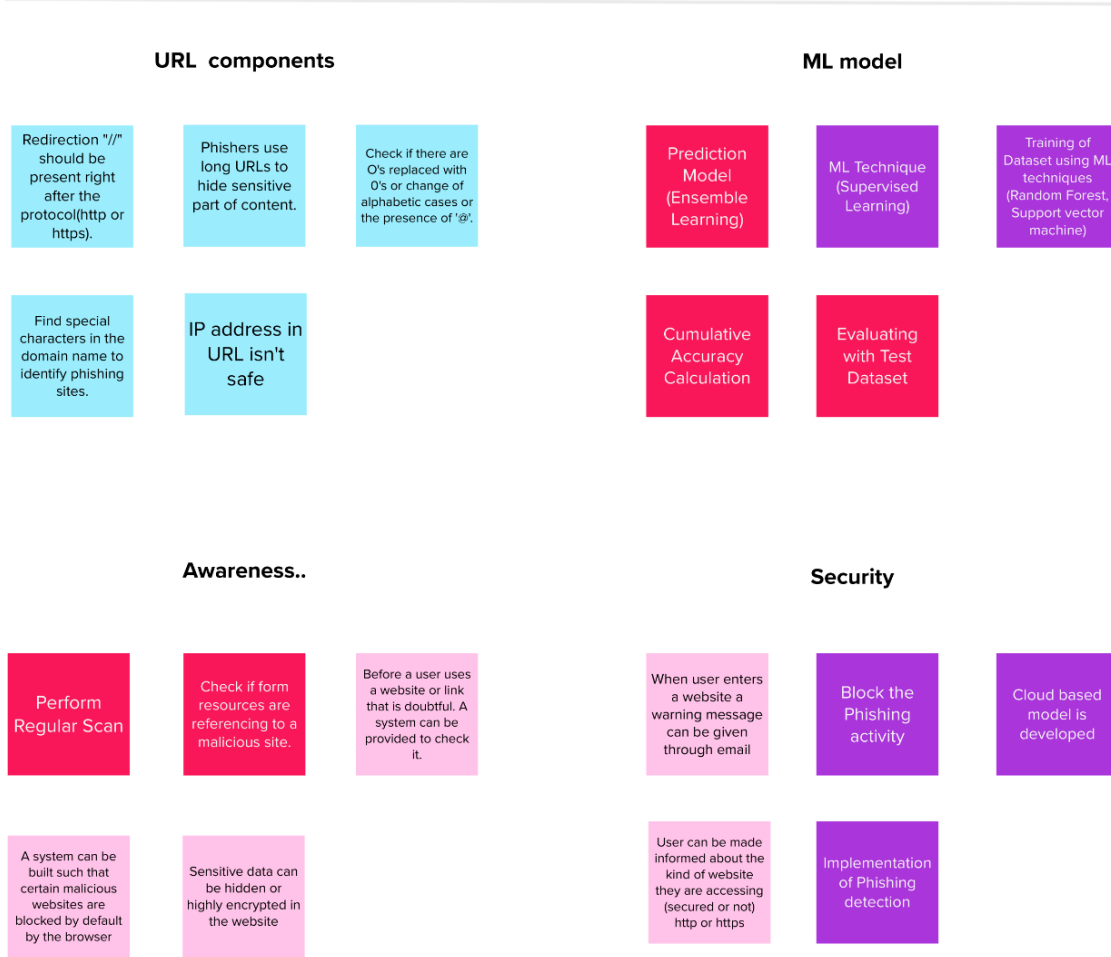 URL components
Redirection "//"
should be
present right
after the
protocol(http or
https).
Phishers use
long URLs to
hide sensitive
part of content.
Check if there are
O's replaced with
0's or change of
alphabetic cases or
the presence of '@'.
Find special
characters in the
domain name to
identify phishing
sites.
IP address in
URL isn't
safe
ML model
Prediction
Model
(Ensemble
Learning)
ML Technique
(Supervised
Learning)
Training of
Dataset using ML
techniques
(Random Forest,
Support vector
machine)
Cumulative
Accuracy
Calculation
Evaluating
with Test
Dataset
Awareness..
Perform
Regular Scan
Check if form
resources are
referencing to a
malicious site.
Before a user uses
a website or link
that is doubtful. A
system can be
provided to check
it.
A system can be
built such that
certain malicious
websites are
blocked by default
by the browser
Sensitive data can
be hidden or
highly encrypted in
the website
Security
When user enters
a website a
warning message
can be given
through email
Block the
Phishing
activity
Cloud based
model is
developed
User can be made
informed about the
kind of website
they are accessing
(secured or not)
http or https
Implementation
of Phishing
detection